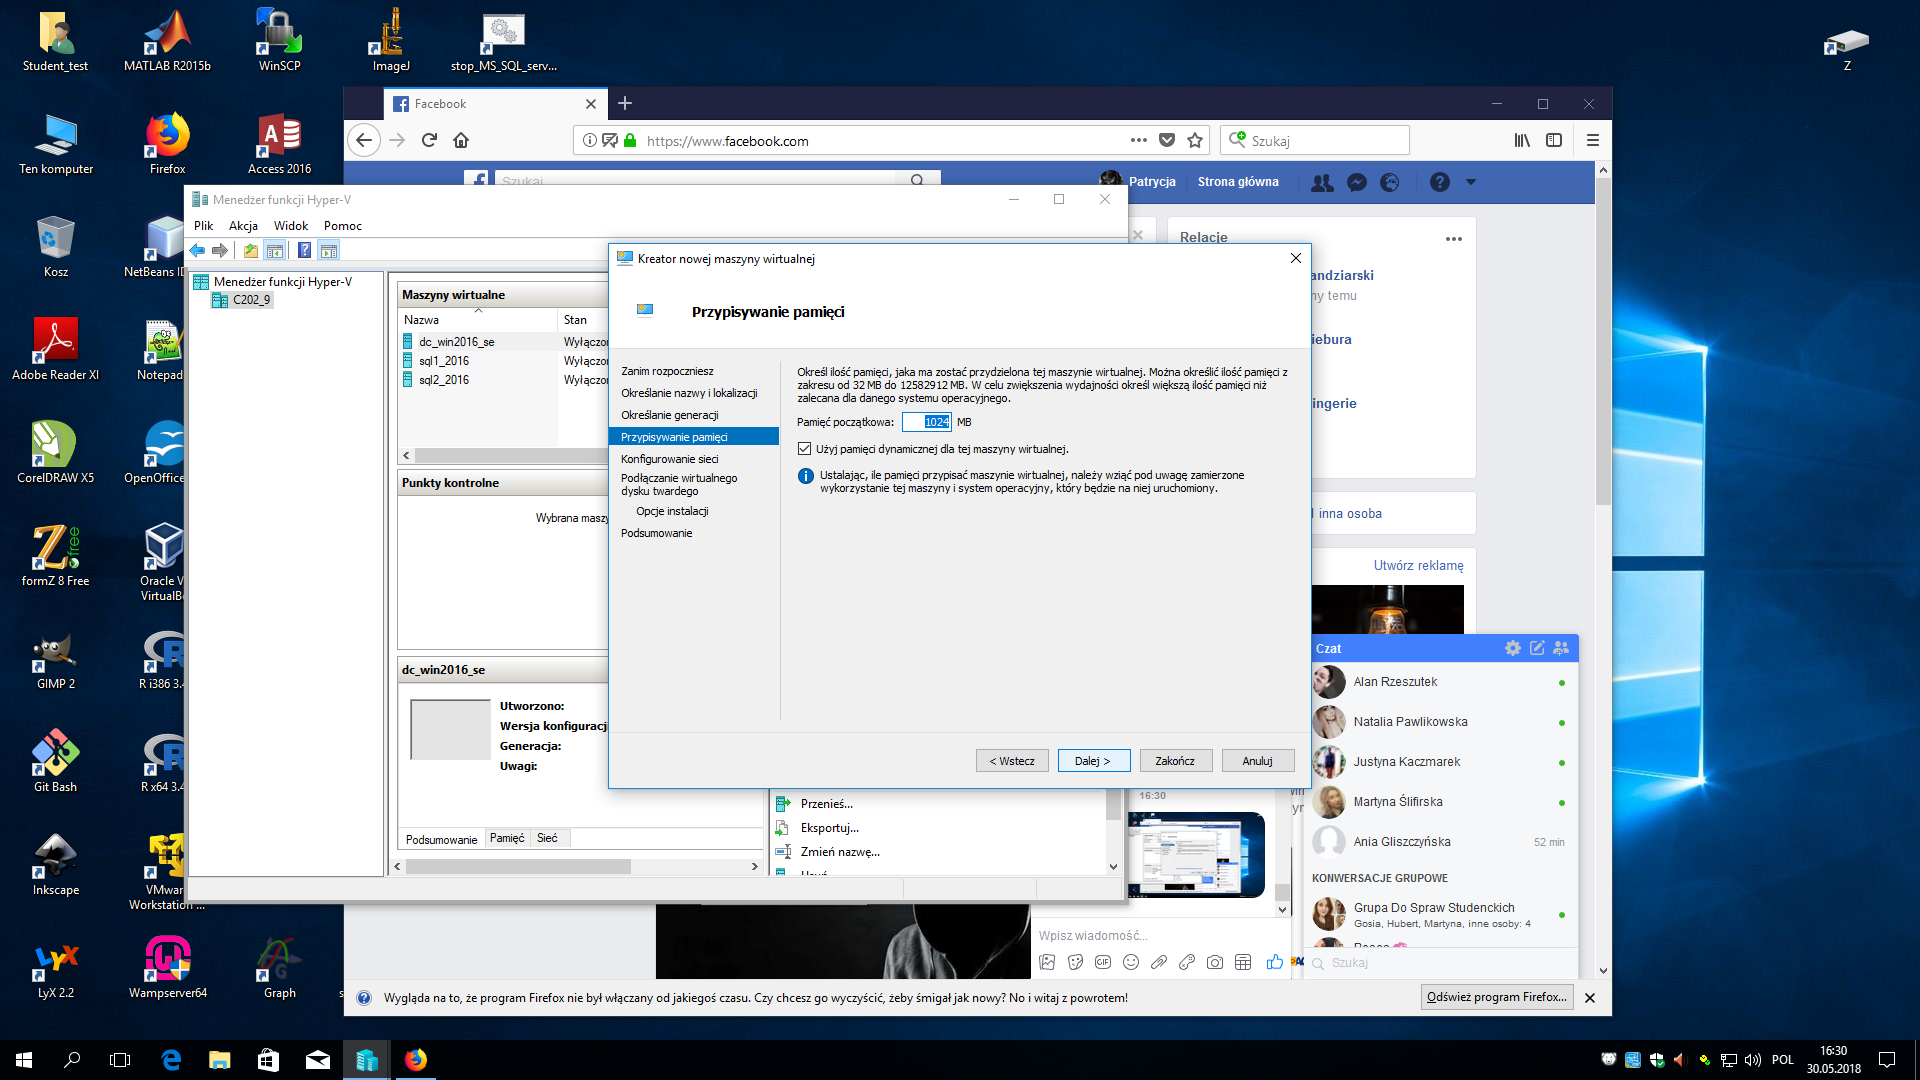 Student_test
MATLAB R2015b
WinSCP
ImageJ
stop_MS_SQL_serv...
Z
Ten komputer
Firefox
Access 2016
Kosz
NetBeans ID
Adobe Reader XI
Notepad
CorelDRAW X5
OpenOffice
formZ 8 Free
Oracle V
VirtualB
GIMP 2
R i386 3.4
Git Bash
R x64 3.4
Inkscape
VMwar
Workstation ...
LyX 2.2
Wampserver64
Graph
Facebook
https://www.facebook.com
Szukaj
Szukaj
Patrycja
Strona główna
Relacje
andziarski
ny temu
iebura
ingerie
inna osoba
Utwórz reklamę
Menedżer funkcji Hyper-V
Plik
Akcja
Widok
Pomoc
Menedżer funkcji Hyper-V
C202_9
Maszyny wirtualne
Nazwa
Stan
dc_win2016_se
Wyłączor
sql1_2016
Wyłączor
sql2_2016
Wyłączor
Punkty kontrolne
Wybrana maszy
dc_win2016_se
Utworzono:
Wersja konfiguracji
Generacja:
Uwagi:
Podsumowanie
Pamięć
Sieć
Przenieś...
Eksportuj...
Zmień nazwę...
Kreator nowej maszyny wirtualnej
Przypisywanie pamięci
Zanim rozpoczniesz
Określanie nazwy i lokalizacji
Określanie generacji
Przypisywanie pamięci
Konfigurowanie sieci
Podłączanie wirtualnego
dysku twardego
Opcje instalacji
Podsumowanie
Określ ilość pamięci, jaka ma zostać przydzielona tej maszynie wirtualnej. Można określić ilość pamięci z
zakresu od 32 MB do 12582912 MB. W celu zwiększenia wydajności określ większą ilość pamięci niż
zalecana dla danego systemu operacyjnego.
Pamięć początkowa: 1024 MB
Użyj pamięci dynamicznej dla tej maszyny wirtualnej.
Ustalając, ile pamięci przypisać maszynie wirtualnej, należy wziąć pod uwagę zamierzone
wykorzystanie tej maszyny i system operacyjny, który będzie na niej uruchomiony.
< Wstecz
Dalej >
Zakończ
Anuluj
16:30
Wpisz wiadomość...
GIF
Czat
Alan Rzeszutek
Natalia Pawlikowska
Justyna Kaczmarek
Martyna Ślifirska
Ania Gliszczyńska
52 min
KONWERSACJE GRUPOWE
Grupa Do Spraw Studenckich
Gosia, Hubert, Martyna, inne osoby: 4
Szukaj
Wygląda na to, że program Firefox nie był włączany od jakiegoś czasu. Czy chcesz go wyczyścić, żeby śmigał jak nowy? No i witaj z powrotem!
Odśwież program Firefox...
POL
16:30
30.05.2018